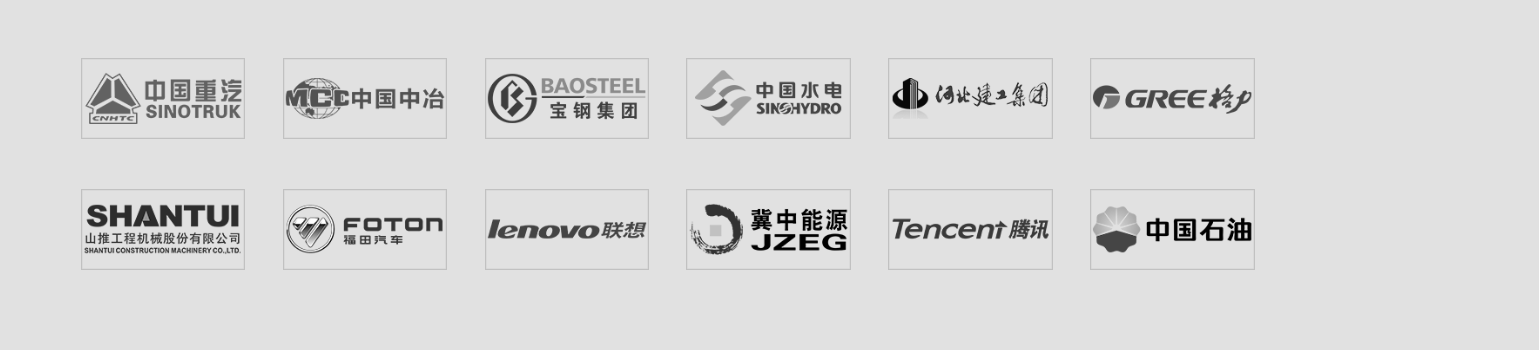 中国重汽
SINOTRUK
CNHTC
MCC中国中冶
BAOSTEEL
宝钢集团
中国水电
SINOHYDRO
河北建工集团
GREE格力
SHANTUI
山推工程机械股份有限公司
SHANTUI CONSTRUCTION MACHINERY CO.,LTD.
FOTON
福田汽车
lenovo联想
冀中能源
JZEG
Tencent腾讯
中国石油